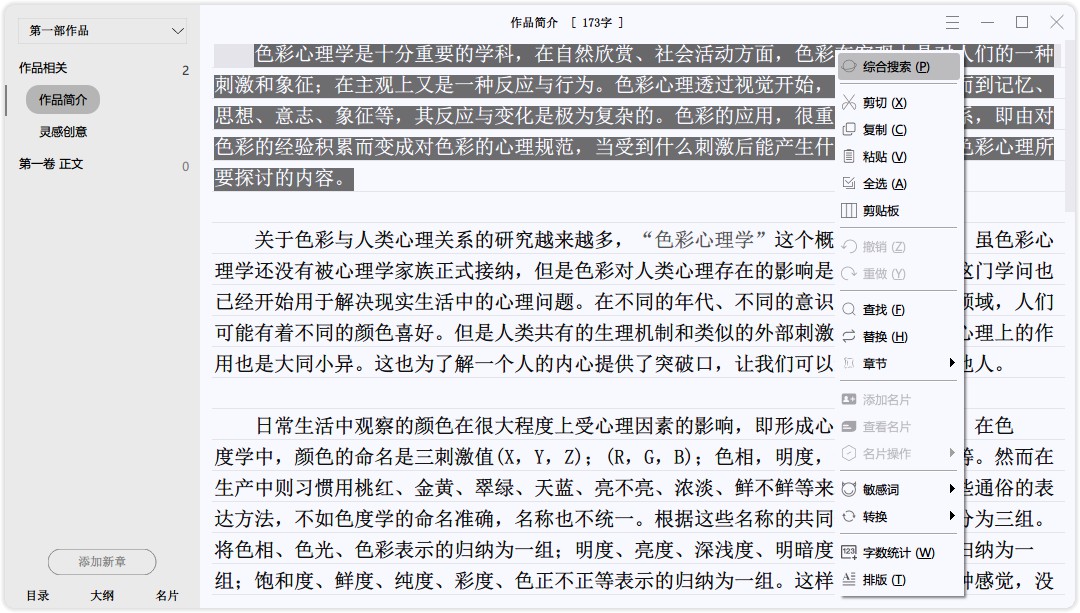 第一部作品
作品相关 2
作品简介
灵感创意
第一卷 正文 0
添加新章
目录 大纲 名片
作品简介 [ 173字 ]
色彩心理学是十分重要的学科，在自然欣赏、社会活动方面，色彩在客观上是对人们的一种
刺激和象征；在主观上又是一种反应与行为。色彩心理透过视觉开始， 而到记忆、
思想、意志、象征等，其反应与变化是极为复杂的。色彩的应用，很重 系，即由对
色彩的经验积累而变成对色彩的心理规范，当受到什么刺激后能产生什 色彩心理所
要探讨的内容。
关于色彩与人类心理关系的研究越来越多，“色彩心理学”这个概 虽色彩心
理学还没有被心理学家族正式接纳，但是色彩对人类心理存在的影响是 这门学问也
已经开始用于解决现实生活中的心理问题。在不同的年代、不同的意识 领域，人们
可能有着不同的颜色喜好。但是人类共有的生理机制和类似的外部刺激 心理上的作
用也是大同小异。这也为了解一个人的内心提供了突破口，让我们可以 他人。
日常生活中观察的颜色在很大程度上受心理因素的影响，即形成心 在色
度学中，颜色的命名是三刺激值(X，Y，Z)；(R，G，B)；色相，明度， 等。然而在
生产中则习惯用桃红、金黄、翠绿、天蓝、亮不亮、浓淡、鲜不鲜等来 些通俗的表
达方法，不如色度学的命名准确，名称也不统一。根据这些名称的共同 分为三组。
将色相、色光、色彩表示的归纳为一组；明度、亮度、深浅度、明暗度 归纳为一
组；饱和度、鲜度、纯度、彩度、色正不正等表示的归纳为一组。这样 种感觉，没
综合搜索 (P)
剪切 (X)
复制 (C)
粘贴 (V)
全选 (A)
剪贴板
撤销 (Z)
重做 (Y)
查找 (F)
替换 (H)
章节
添加名片
查看名片
名片操作
敏感词
转换
字数统计 (W)
排版 (T)